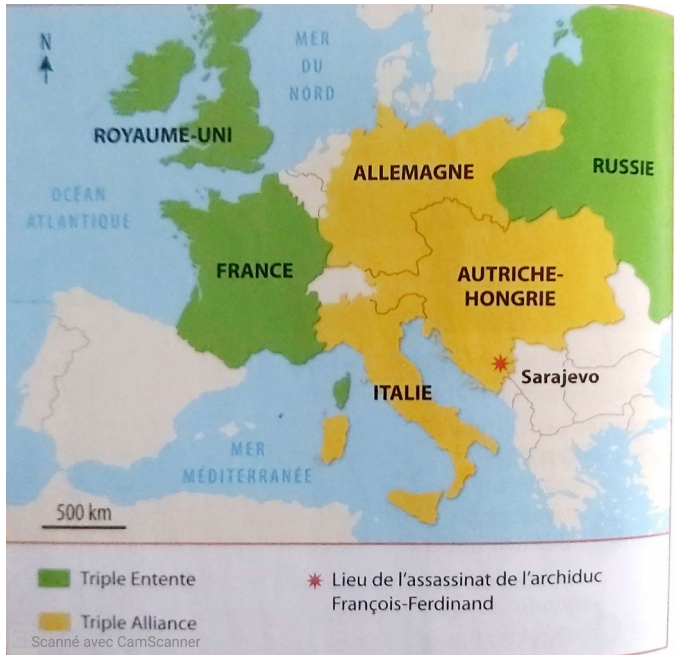 N
MER
DU
NORD
ROYAUME-UNI
ALLEMAGNE
RUSSIE
OCÉAN
ATLANTIQUE
FRANCE
AUTRICHE-
HONGRIE
Sarajevo
ITALIE
MER
MÉDITERRANÉE
500 km
Triple Entente
Triple Alliance
Lieu de l'assassinat de l'archiduc
François-Ferdinand
Scanné avec CamScanner